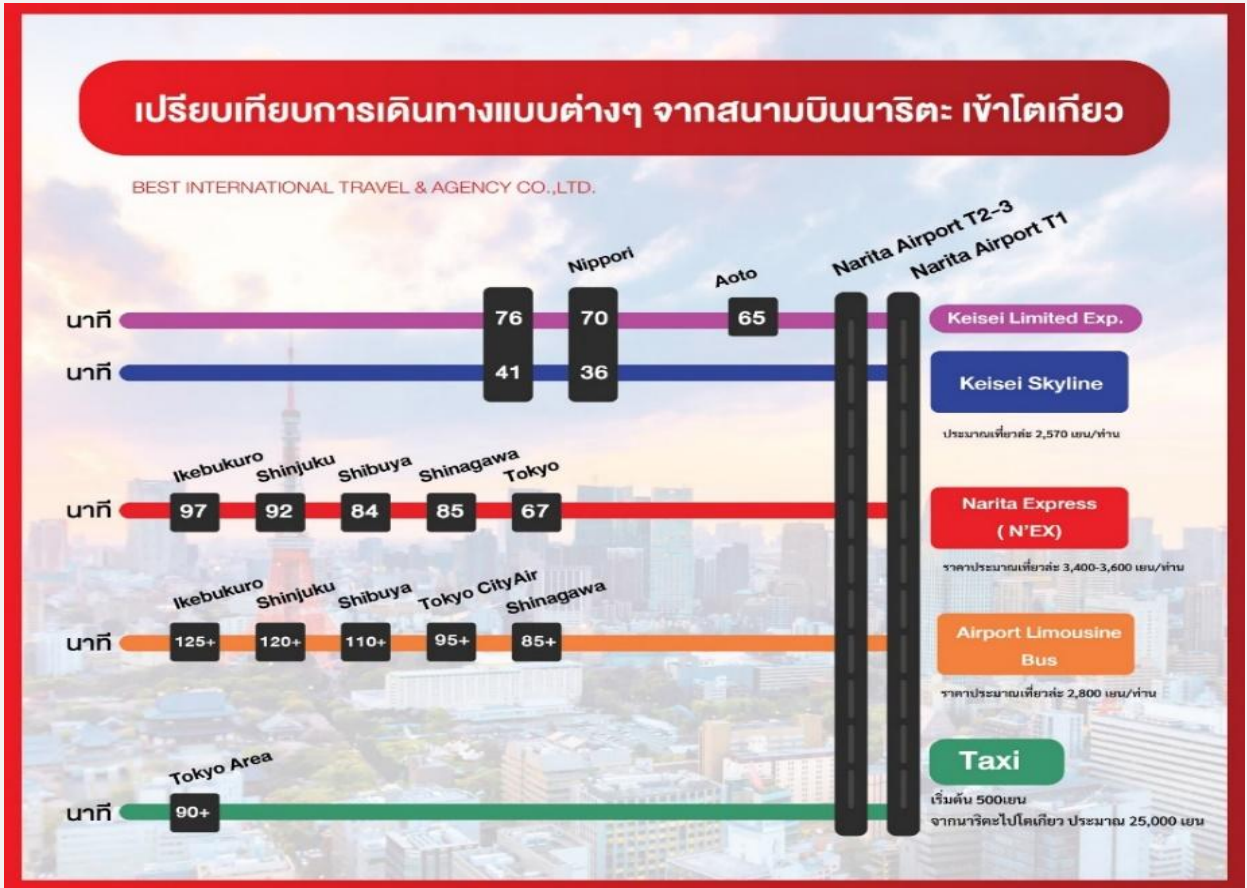 เปรียบเทียบการเดินทางแบบต่างๆ จากสนามบินนาริตะ เข้าโตเกียว
BEST INTERNATIONAL TRAVEL & AGENCY CO.,LTD.
Nippori
Aoto
Narita Airport T2-3
Narita Airport T1
นาที
76
70
65
Keisei Limited Exp.
นาที
41
36
Keisei Skyline
ประมาณเที่ยวล่ะ 2,570 เยน/ท่าน
Ikebukuro
Shinjuku
Shibuya
Shinagawa
Tokyo
นาที
97
92
84
85
67
Narita Express
( N'EX)
ราคาประมาณเที่ยวล่ะ 3,400-3,600 เยน/ท่าน
Ikebukuro
Shinjuku
Shibuya
Tokyo CityAir
Shinagawa
นาที
125+
120+
110+
95+
85+
Airport Limousine
Bus
ราคาประมาณเที่ยวล่ะ 2,800 เยน/ท่าน
Tokyo Area
นาที
90+
Taxi
เริ่มต้น 500เยน
จากนาริตะไปโตเกียว ประมาณ 25,000 เยน